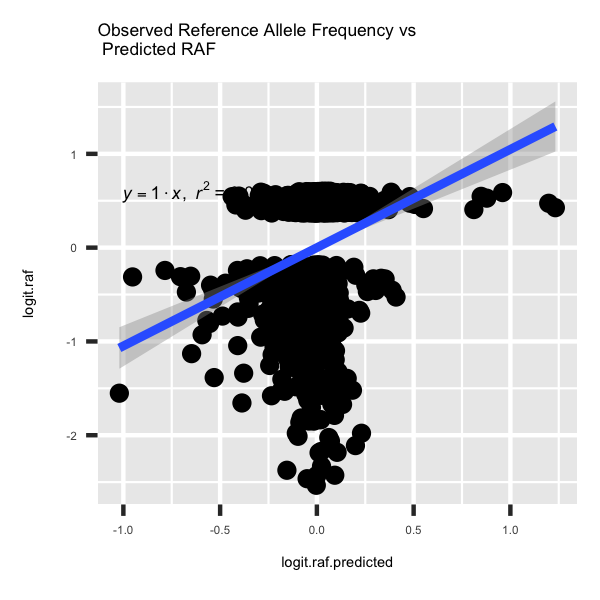 Observed Reference Allele Frequency vs
Predicted RAF
y = 1 · x, r² =
1
0
-1
-2
logit.raf
-1.0 -0.5 0.0 0.5 1.0
logit.raf.predicted